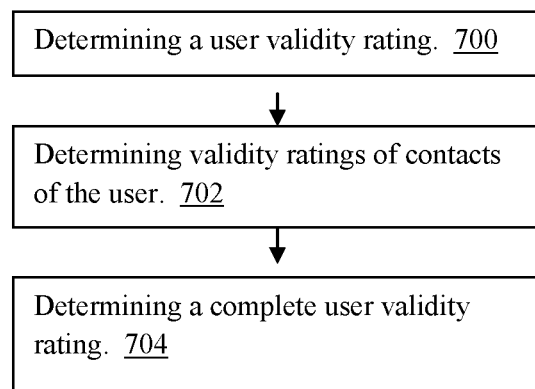 Determining a user validity rating. 700
Determining validity ratings of contacts
of the user. 702
Determining a complete user validity
rating. 704